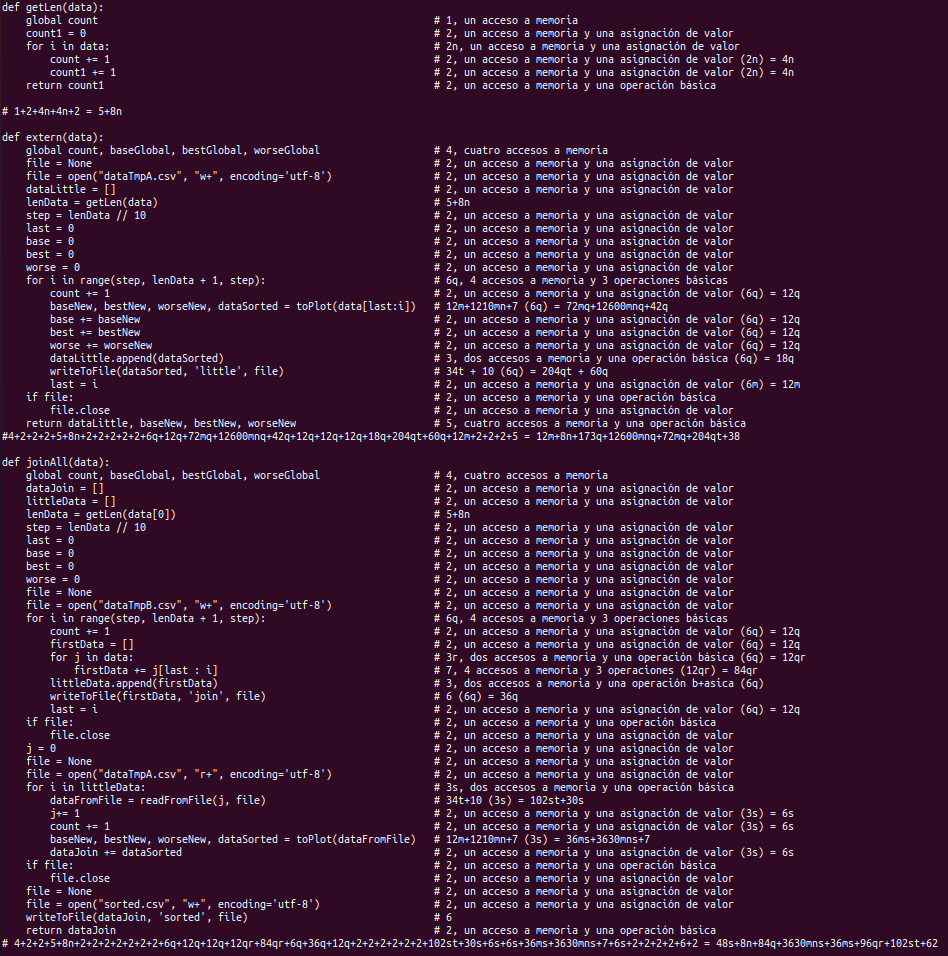 def getLen(data):
    global count # 1, un acceso a memoria
    count1 = 0 # 2, un acceso a memoria y una asignación de valor
    for i in data: # 2n, un acceso a memoria y una asignación de valor
        count += 1 # 2, un acceso a memoria y una asignación de valor (2n) = 4n
        count1 += 1 # 2, un acceso a memoria y una asignación de valor (2n) = 4n
    return count1 # 2, un acceso a memoria y una operación básica

# 1+2+4n+4n+2 = 5+8n

def extern(data):
    global count, baseGlobal, bestGlobal, worseGlobal # 4, cuatro accesos a memoria
    file = None # 2, un acceso a memoria y una asignación de valor
    file = open("dataTmpA.csv", "w+", encoding='utf-8') # 2, un acceso a memoria y una asignación de valor
    dataLittle = [] # 2, un acceso a memoria y una asignación de valor
    lenData = getLen(data) # 5+8n
    step = lenData // 10 # 2, un acceso a memoria y una asignación de valor
    last = 0 # 2, un acceso a memoria y una asignación de valor
    base = 0 # 2, un acceso a memoria y una asignación de valor
    best = 0 # 2, un acceso a memoria y una asignación de valor
    worse = 0 # 2, un acceso a memoria y una asignación de valor
    for i in range(step, lenData + 1, step): # 6q, 4 accesos a memoria y 3 operaciones básicas
        count += 1 # 2, un acceso a memoria y una asignación de valor (6q) = 12q
        baseNew, bestNew, worseNew, dataSorted = toPlot(data[last:i]) # 12m+1210mn+7 (6q) = 72mq+12600mnq+42q
        base += baseNew # 2, un acceso a memoria y una asignación de valor (6q) = 12q
        best += bestNew # 2, un acceso a memoria y una asignación de valor (6q) = 12q
        worse += worseNew # 2, un acceso a memoria y una asignación de valor (6q) = 12q
        dataLittle.append(dataSorted) # 3, dos accesos a memoria y una operación básica (6q) = 18q
        writeToFile(dataSorted, 'little', file) # 34t + 10 (6q) = 204qt + 60q
        last = i # 2, un acceso a memoria y una asignación de valor (6m) = 12m
    if file: # 2, un acceso a memoria y una operación básica
        file.close # 2, un acceso a memoria y una asignación de valor
    return dataLittle, baseNew, bestNew, worseNew # 5, cuatro accesos a memoria y una operación básica
#4+2+2+2+5+8n+2+2+2+2+2+6q+12q+72mq+12600mnq+42q+12q+12q+12q+18q+204qt+60q+12m+2+2+2+5 = 12m+8n+173q+12600mnq+72mq+204qt+38

def joinAll(data):
    global count, baseGlobal, bestGlobal, worseGlobal # 4, cuatro accesos a memoria
    dataJoin = [] # 2, un acceso a memoria y una asignación de valor
    littleData = [] # 2, un acceso a memoria y una asignación de valor
    lenData = getLen(data[0]) # 5+8n
    step = lenData // 10 # 2, un acceso a memoria y una asignación de valor
    last = 0 # 2, un acceso a memoria y una asignación de valor
    base = 0 # 2, un acceso a memoria y una asignación de valor
    best = 0 # 2, un acceso a memoria y una asignación de valor
    worse = 0 # 2, un acceso a memoria y una asignación de valor
    file = None # 2, un acceso a memoria y una asignación de valor
    file = open("dataTmpB.csv", "w+", encoding='utf-8') # 2, un acceso a memoria y una asignación de valor
    for i in range(step, lenData + 1, step): # 6q, 4 accesos a memoria y 3 operaciones básicas
        count += 1 # 2, un acceso a memoria y una asignación de valor (6q) = 12q
        firstData = [] # 2, un acceso a memoria y una asignación de valor (6q) = 12q
        for j in data: # 3r, dos accesos a memoria y una operación básica (6q) = 12qr
            firstData += j[last : i] # 7, 4 accesos a memoria y 3 operaciones (12qr) = 84qr
        littleData.append(firstData) # 3, dos accesos a memoria y una operación b+asica (6q)
        writeToFile(firstData, 'join', file) # 6 (6q) = 36q
        last = i # 2, un acceso a memoria y una asignación de valor (6q) = 12q
    if file: # 2, un acceso a memoria y una operación básica
        file.close # 2, un acceso a memoria y una asignación de valor
    j = 0 # 2, un acceso a memoria y una asignación de valor
    file = None # 2, un acceso a memoria y una asignación de valor
    file = open("dataTmpA.csv", "r+", encoding='utf-8') # 2, un acceso a memoria y una asignación de valor
    for i in littleData: # 3s, dos accesos a memoria y una operación básica
        dataFromFile = readFromFile(j, file) # 34t+10 (3s) = 102st+30s
        j+= 1 # 2, un acceso a memoria y una asignación de valor (3s) = 6s
        count += 1 # 2, un acceso a memoria y una asignación de valor (3s) = 6s
        baseNew, bestNew, worseNew, dataSorted = toPlot(dataFromFile) # 12m+1210mn+7 (3s) = 36ms+3630mns+7
        dataJoin += dataSorted # 2, un acceso a memoria y una asignación de valor (3s) = 6s
    if file: # 2, un acceso a memoria y una operación básica
        file.close # 2, un acceso a memoria y una asignación de valor
    file = None # 2, un acceso a memoria y una asignación de valor
    file = open("sorted.csv", "w+", encoding='utf-8') # 2, un acceso a memoria y una asignación de valor
    writeToFile(dataJoin, 'sorted', file) # 6
    return dataJoin # 2, un acceso a memoria y una operación básica
# 4+2+2+5+8n+2+2+2+2+2+2+2+6q+12q+12q+12qr+84qr+6q+36q+12q+2+2+2+2+2+2+102st+30s+6s+6s+36ms+3630mns+7+6s+2+2+2+2+6+2 = 48s+8n+84q+3630mns+36ms+96qr+102st+62